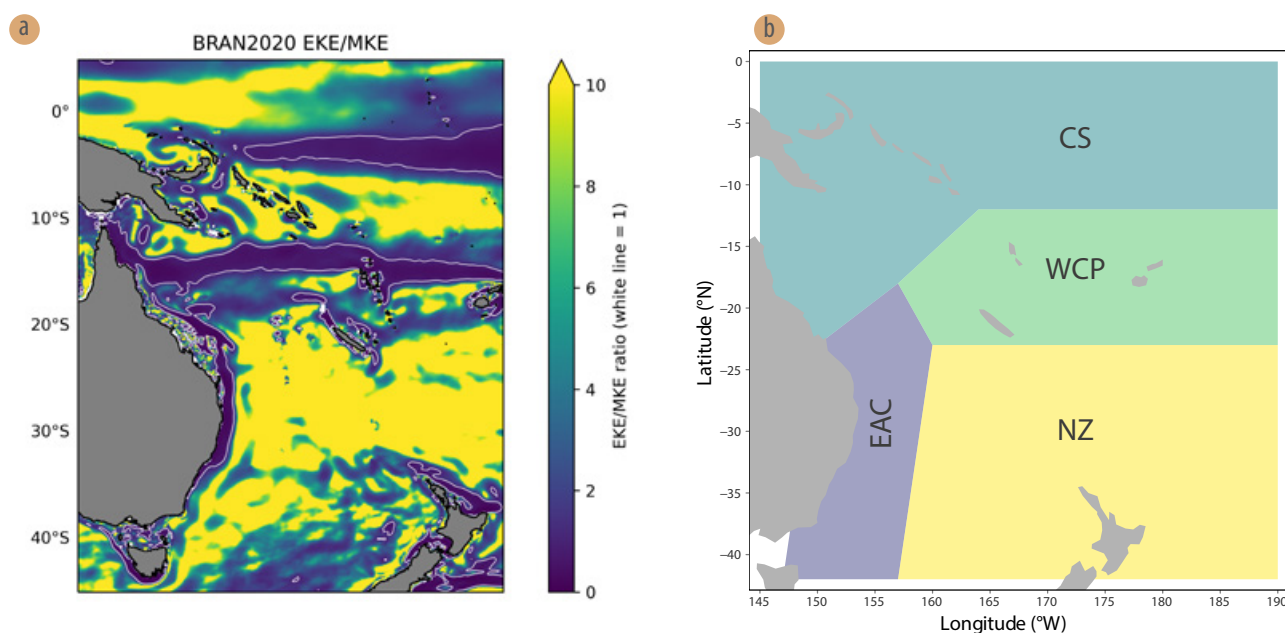 a
BRAN2020 EKE/MKE
0°
10°S
20°S
30°S
40°S
10
8
6
4
2
0
EKE/MKE ratio (white line = 1)
b
0
−5
−10
−15
−20
−25
−30
−35
−40
Latitude (°N)
CS
WCP
EAC
NZ
145 150 155 160 165 170 175 180 185 190
Longitude (°W)